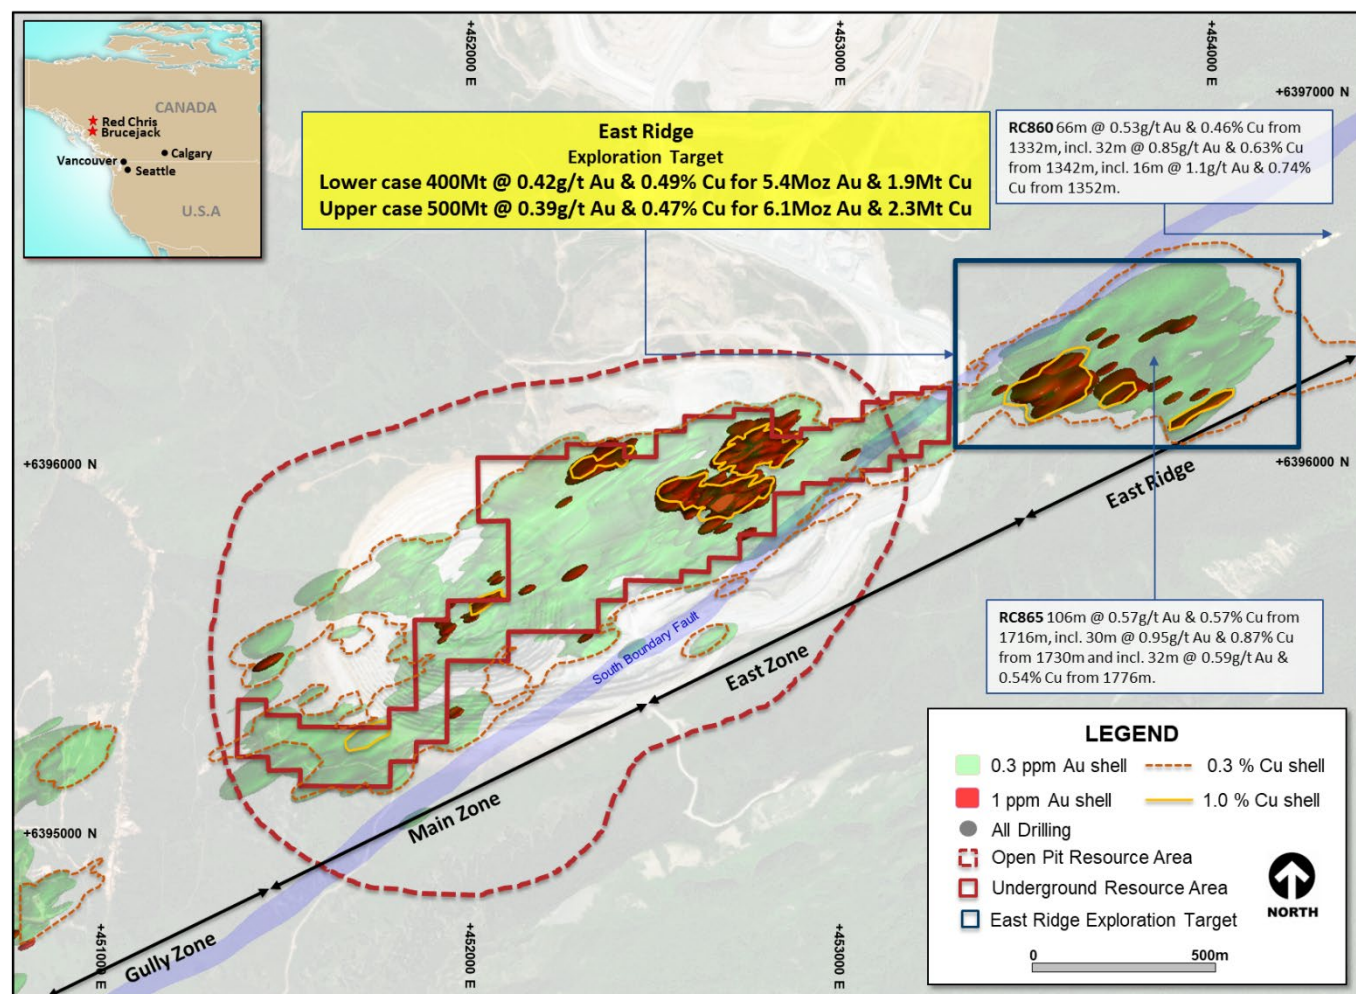 +452000 E
+453000 E
+454000 E
+6397000 N
CANADA
Red Chris
Brucejack
Vancouver
Calgary
Seattle
U.S.A
East Ridge
Exploration Target
Lower case 400Mt @ 0.42g/t Au & 0.49% Cu for 5.4Moz Au & 1.9Mt Cu
Upper case 500Mt @ 0.39g/t Au & 0.47% Cu for 6.1Moz Au & 2.3Mt Cu
RC860 66m @ 0.53g/t Au & 0.46% Cu from
1332m, incl. 32m @ 0.85g/t Au & 0.63% Cu
from 1342m, incl. 16m @ 1.1g/t Au & 0.74%
Cu from 1352m.
+6396000 N
+6396000 N
East Ridge
South Boundary Fault
East Zone
RC865 106m @ 0.57g/t Au & 0.57% Cu from
1716m, incl. 30m @ 0.95g/t Au & 0.87% Cu
from 1730m and incl. 32m @ 0.59g/t Au &
0.54% Cu from 1776m.
Main Zone
+6395000 N
Gully Zone
+451000 E
+452000 E
+453000 E
LEGEND
0.3 ppm Au shell
0.3 % Cu shell
1 ppm Au shell
1.0 % Cu shell
All Drilling
Open Pit Resource Area
Underground Resource Area
East Ridge Exploration Target
NORTH
0
500m